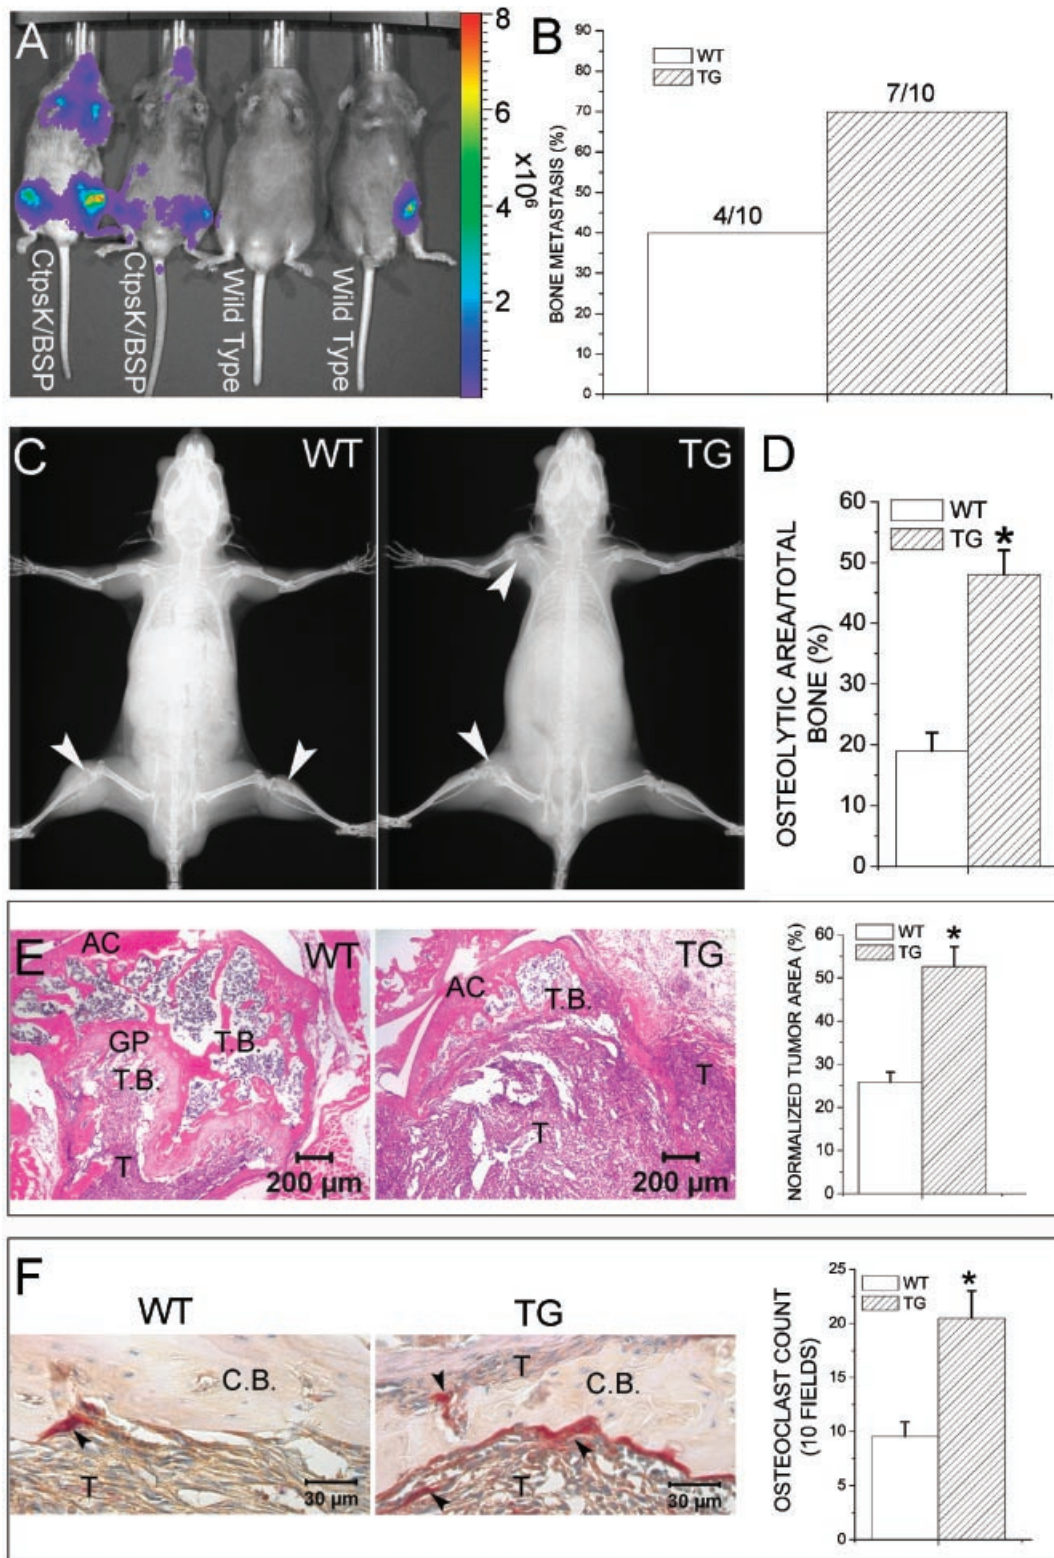 A
CtpsK/BSP
CtpsK/BSP
Wild Type
Wild Type
8
6
4
2
x10⁶
B
WT
TG
BONE METASTASIS (%)
90
80
70
60
50
40
30
20
10
0
4/10
7/10
C
WT
TG
D
WT
TG
*
OSTEOLYTIC AREA/TOTAL
BONE (%)
60
50
40
30
20
10
0
E
AC
WT
GP
T.B.
T.B.
T
200 µm
TG
AC
T.B.
T
T
200 µm
WT
TG
*
NORMALIZED TUMOR AREA (%)
60
50
40
30
20
10
0
F
WT
C.B.
T
30 µm
TG
T
C.B.
T
30 µm
WT
TG
*
OSTEOCLAST COUNT
(10 FIELDS)
25
20
15
10
5
0